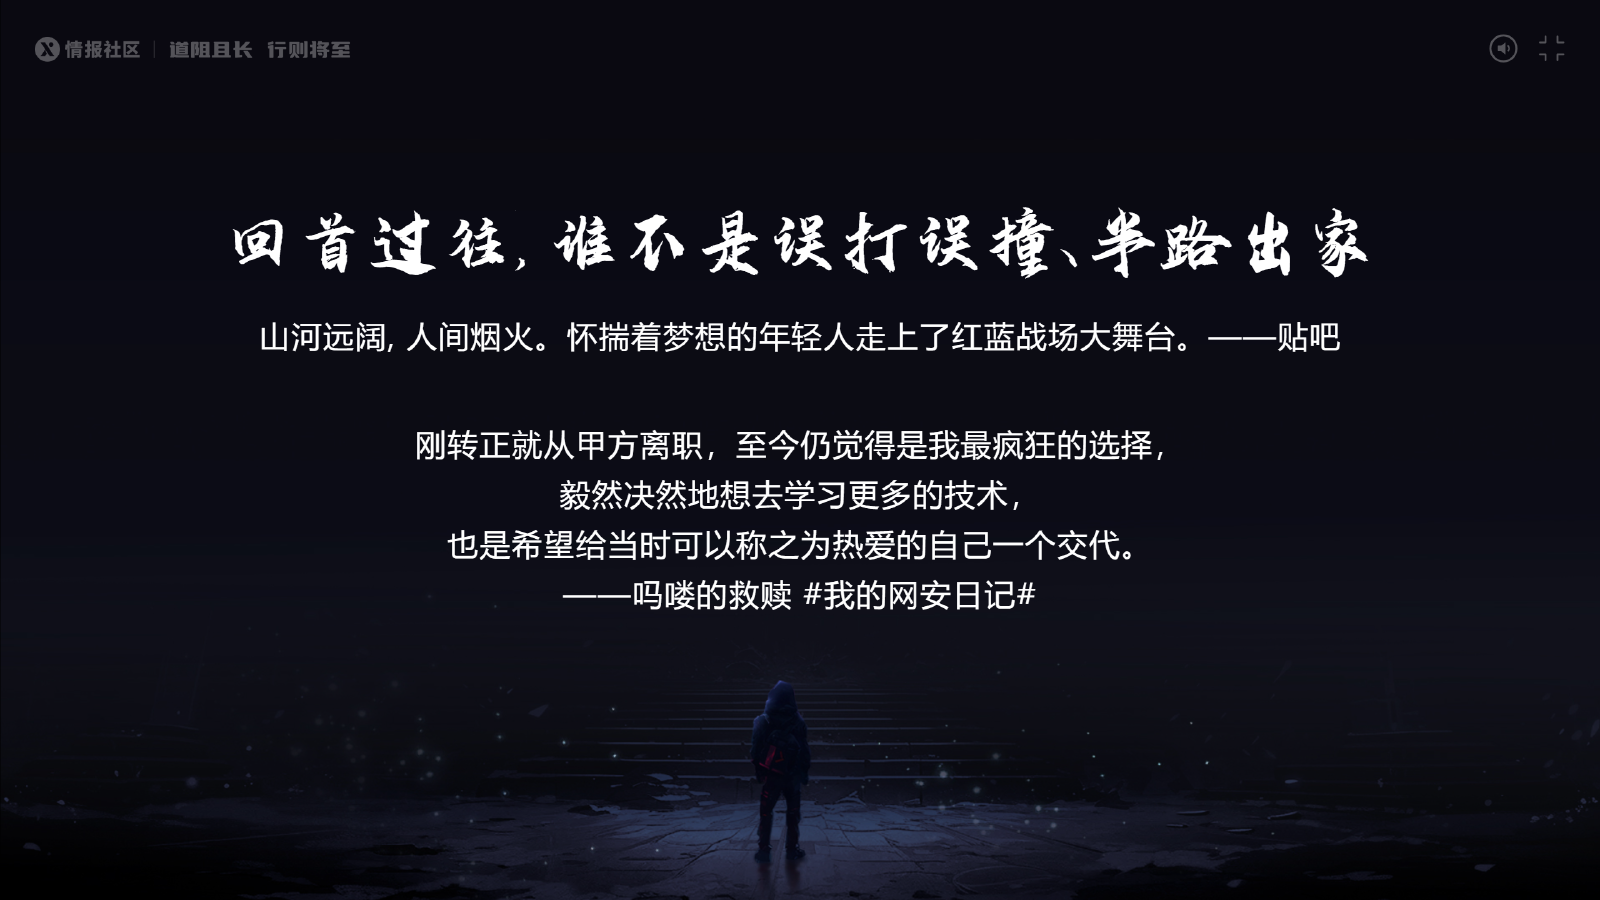 X情报社区 | 道阻且长 行则将至
回首过往, 谁不是误打误撞、半路出家
山河远阔, 人间烟火。怀揣着梦想的年轻人走上了红蓝战场大舞台。——贴吧
刚转正就从甲方离职，至今仍觉得是我最疯狂的选择，
毅然决然地想去学习更多的技术，
也是希望给当时可以称之为热爱的自己一个交代。
——吗喽的救赎 #我的网安日记#